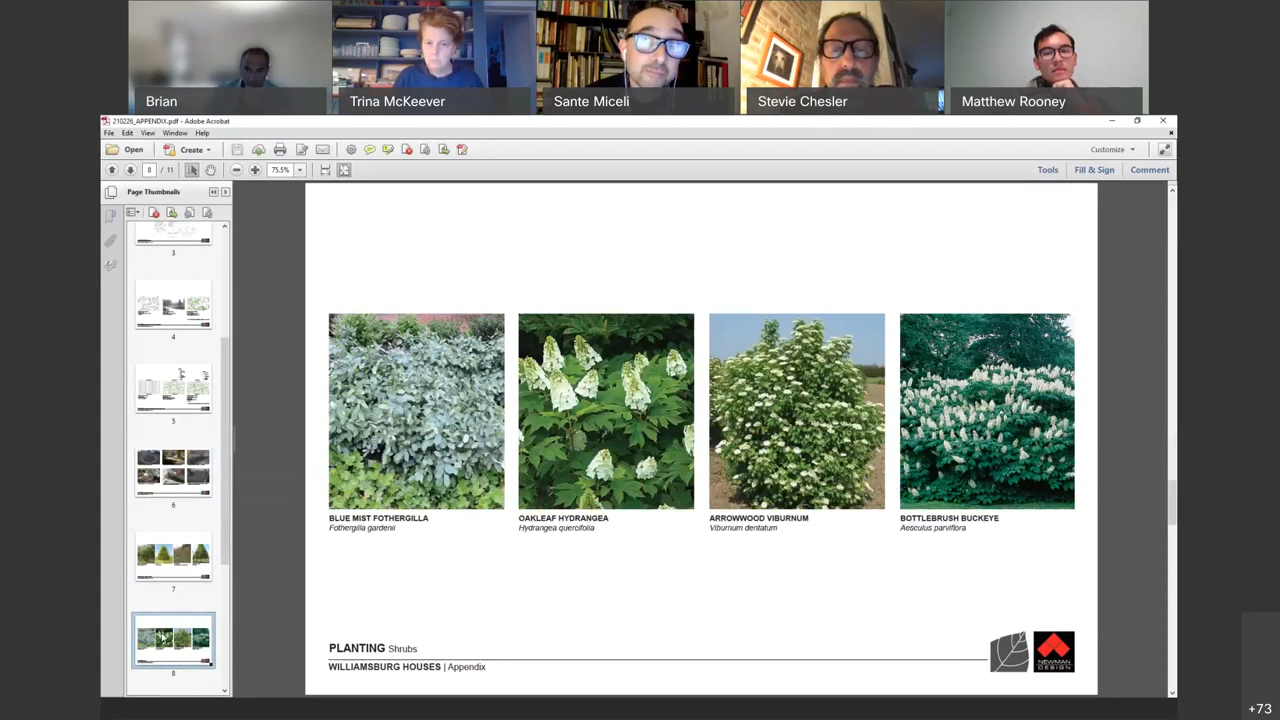 Brian
Trina McKeever
Sante Miceli
Stevie Chesler
Matthew Rooney
210226_APPENDIX.pdf - Adobe Acrobat
File Edit View Window Help
Open Create Customize
8 / 11 75.5% Tools Fill & Sign Comment
Page Thumbnails
3
4
5
6
7
8
BLUE MIST FOTHERGILLA
Fothergilla gardenii
OAKLEAF HYDRANGEA
Hydrangea quercifolia
ARROWWOOD VIBURNUM
Viburnum dentatum
BOTTLEBRUSH BUCKEYE
Aesculus parviflora
PLANTING Shrubs
WILLIAMSBURG HOUSES | Appendix
NEWMAN
DESIGN
+73